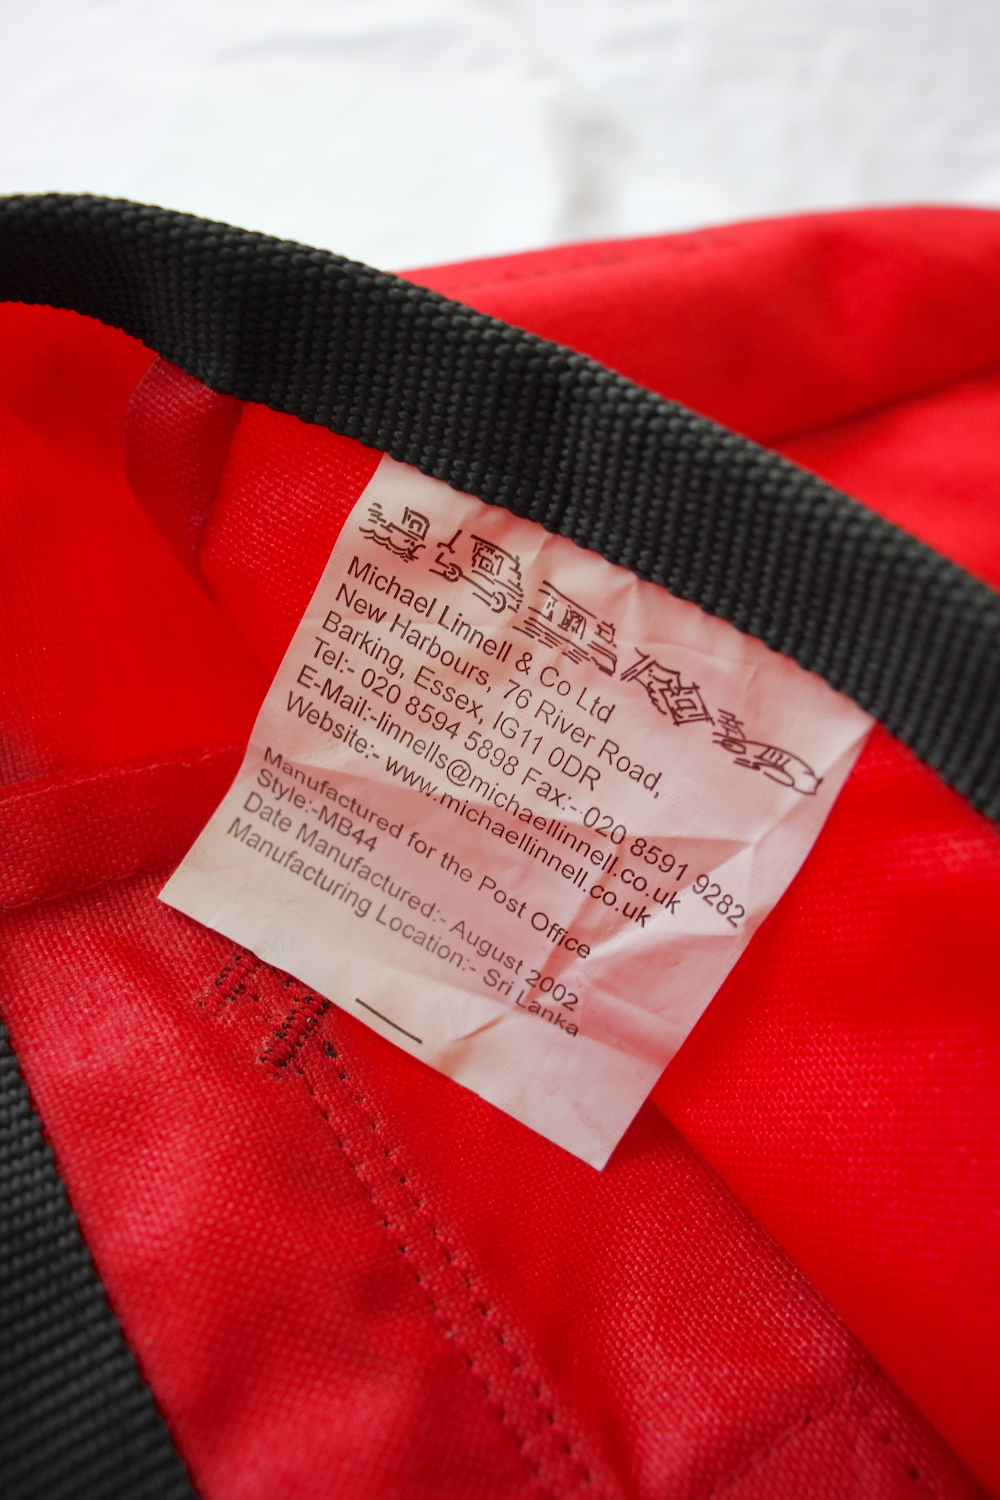 Michael Linnell & Co Ltd
New Harbours, 76 River Road,
Barking, Essex, IG11 0DR
Tel:- 020 8594 5898 Fax:- 020 8591 9282
E-Mail:-linnells@michaellinnell.co.uk
Website:- www.michaellinnell.co.uk
Manufactured for the Post Office
Style:-MB44
Date Manufactured:- August 2002
Manufacturing Location:- Sri Lanka